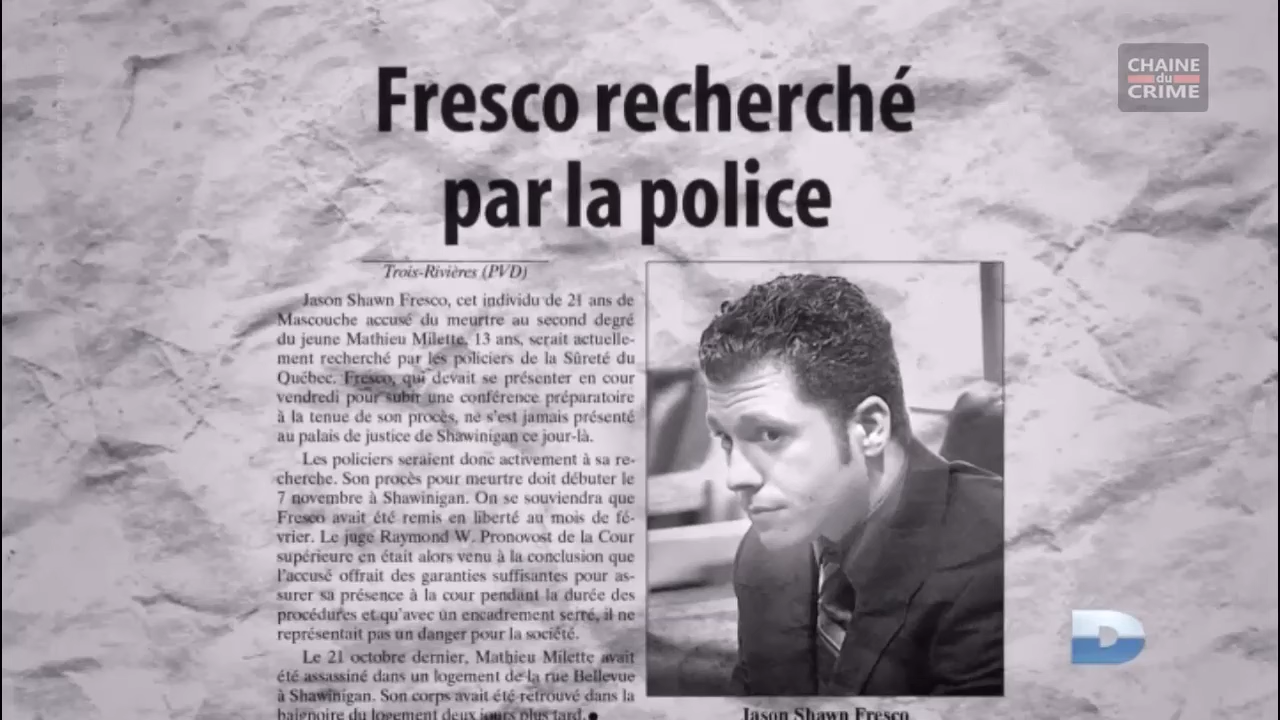 CHAINE
du
CRIME
Fresco recherché
par la police
Trois-Rivières (PVD)
Jason Shawn Fresco, cet individu de 21 ans de
Mascouche accusé du meurtre au second degré
du jeune Mathieu Milette, 13 ans, serait actuelle-
ment recherché par les policiers de la Sûreté du
Québec. Fresco, qui devait se présenter en cour
vendredi pour subir une conférence préparatoire
à la tenue de son procès, ne s'est jamais présenté
au palais de justice de Shawinigan ce jour-là.
Les policiers seraient donc activement à sa re-
cherche. Son procès pour meurtre doit débuter le
7 novembre à Shawinigan. On se souviendra que
Fresco avait été remis en liberté au mois de fé-
vrier. Le juge Raymond W. Pronovost de la Cour
supérieure en était alors venu à la conclusion que
l'accusé offrait des garanties suffisantes pour as-
surer sa présence à la cour pendant la durée des
procédures et qu'avec un encadrement serré, il ne
représentait pas un danger pour la société.
Le 21 octobre dernier, Mathieu Milette avait
été assassiné dans un logement de la rue Bellevue
à Shawinigan. Son corps avait été retrouvé dans la
baignoire du logement deux jours plus tard. ●
Jason Shawn Fresco
D